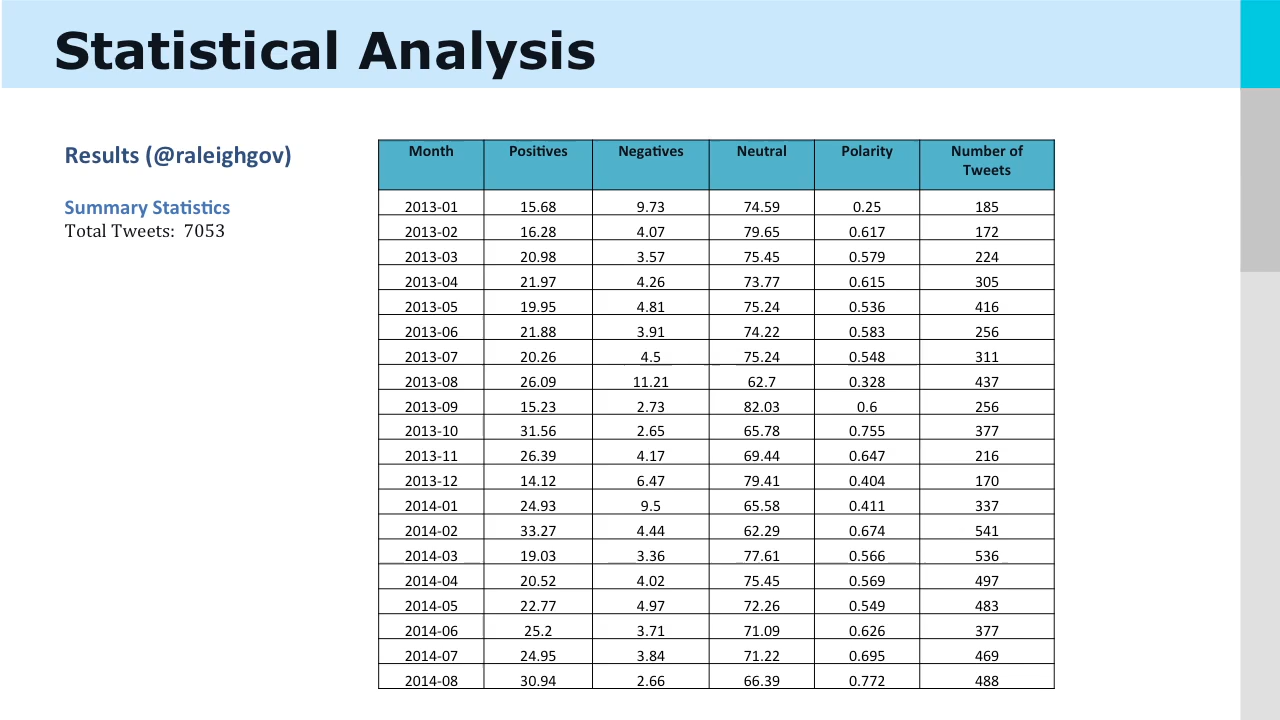 Statistical Analysis
Results (@raleighgov)
Summary Statistics
Total Tweets: 7053
Month Positives Negatives Neutral Polarity Number of
Tweets
2013-01 15.68 9.73 74.59 0.25 185
2013-02 16.28 4.07 79.65 0.617 172
2013-03 20.98 3.57 75.45 0.579 224
2013-04 21.97 4.26 73.77 0.615 305
2013-05 19.95 4.81 75.24 0.536 416
2013-06 21.88 3.91 74.22 0.583 256
2013-07 20.26 4.5 75.24 0.548 311
2013-08 26.09 11.21 62.7 0.328 437
2013-09 15.23 2.73 82.03 0.6 256
2013-10 31.56 2.65 65.78 0.755 377
2013-11 26.39 4.17 69.44 0.647 216
2013-12 14.12 6.47 79.41 0.404 170
2014-01 24.93 9.5 65.58 0.411 337
2014-02 33.27 4.44 62.29 0.674 541
2014-03 19.03 3.36 77.61 0.566 536
2014-04 20.52 4.02 75.45 0.569 497
2014-05 22.77 4.97 72.26 0.549 483
2014-06 25.2 3.71 71.09 0.626 377
2014-07 24.95 3.84 71.22 0.695 469
2014-08 30.94 2.66 66.39 0.772 488